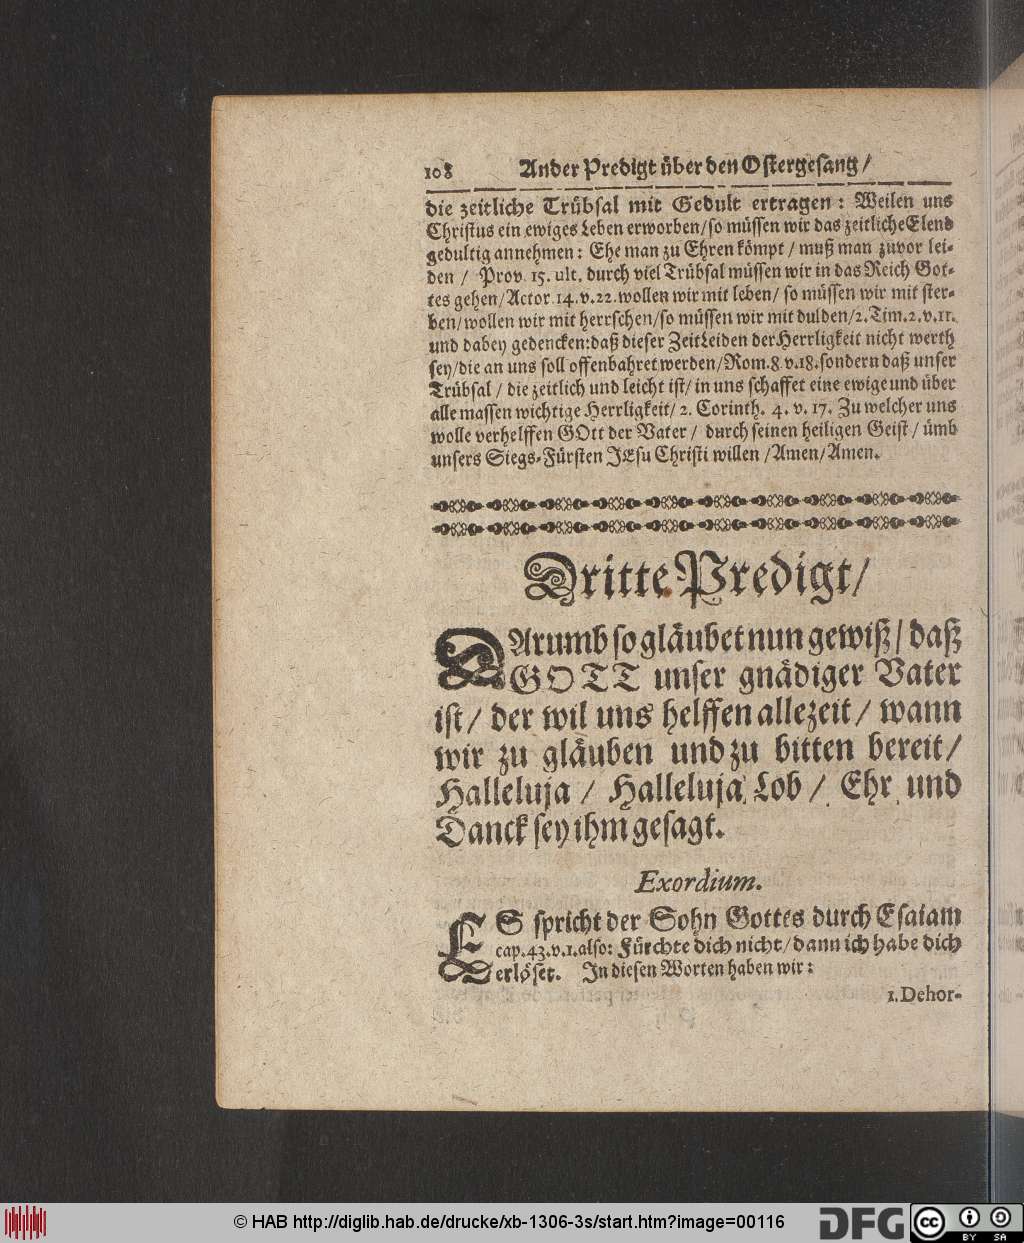 108 Ander Predigt über den Ostergesang /
die zeitliche Trübsal mit Gedult ertragen : Weilen uns
Christus ein ewiges Leben erworben / so müssen wir das zeitliche Elend
gedultig annehmen : Ehe man zu Ehren kömpt / muß man zuvor lei-
den / Prov. 15. ult. durch viel Trübsal müssen wir in das Reich Got-
tes gehen / Actor. 14. v. 22. wollen wir mit leben / so müssen wir mit ster-
ben / wollen wir mit herrschen / so müssen wir mit dulden / 2. Tim. 2. v. 11.
und dabey gedencken : daß dieser Zeit Leiden der Herrligkeit nicht werth
sey / die an uns soll offenbahret werden / Rom. 8. v. 18. sondern daß unser
Trübsal / die zeitlich und leicht ist / in uns schaffet eine ewige und über
alle massen wichtige Herrligkeit / 2. Corinth. 4. v. 17. Zu welcher uns
wolle verhelffen GOtt der Vater / durch seinen heiligen Geist / ümb
unsers Siegs-Fürsten JEsu Christi willen / Amen / Amen.
Dritte Predigt /
DArumb so gläubet nun gewiß / daß
GOTT unser gnädiger Vater
ist / der wil uns helffen allezeit / wann
wir zu gläuben und zu bitten bereit /
Halleluja / Halleluja, Lob / Ehr und
Danck sey ihm gesagt.
Exordium.
ES spricht der Sohn Gottes durch Esaiam
cap. 43. v. 1. also : Fürchte dich nicht / dann ich habe dich
erlöset. In diesen Worten haben wir :
1. Dehor-
© HAB http://diglib.hab.de/drucke/xb-1306-3s/start.htm?image=00116
DFG
cc BY SA